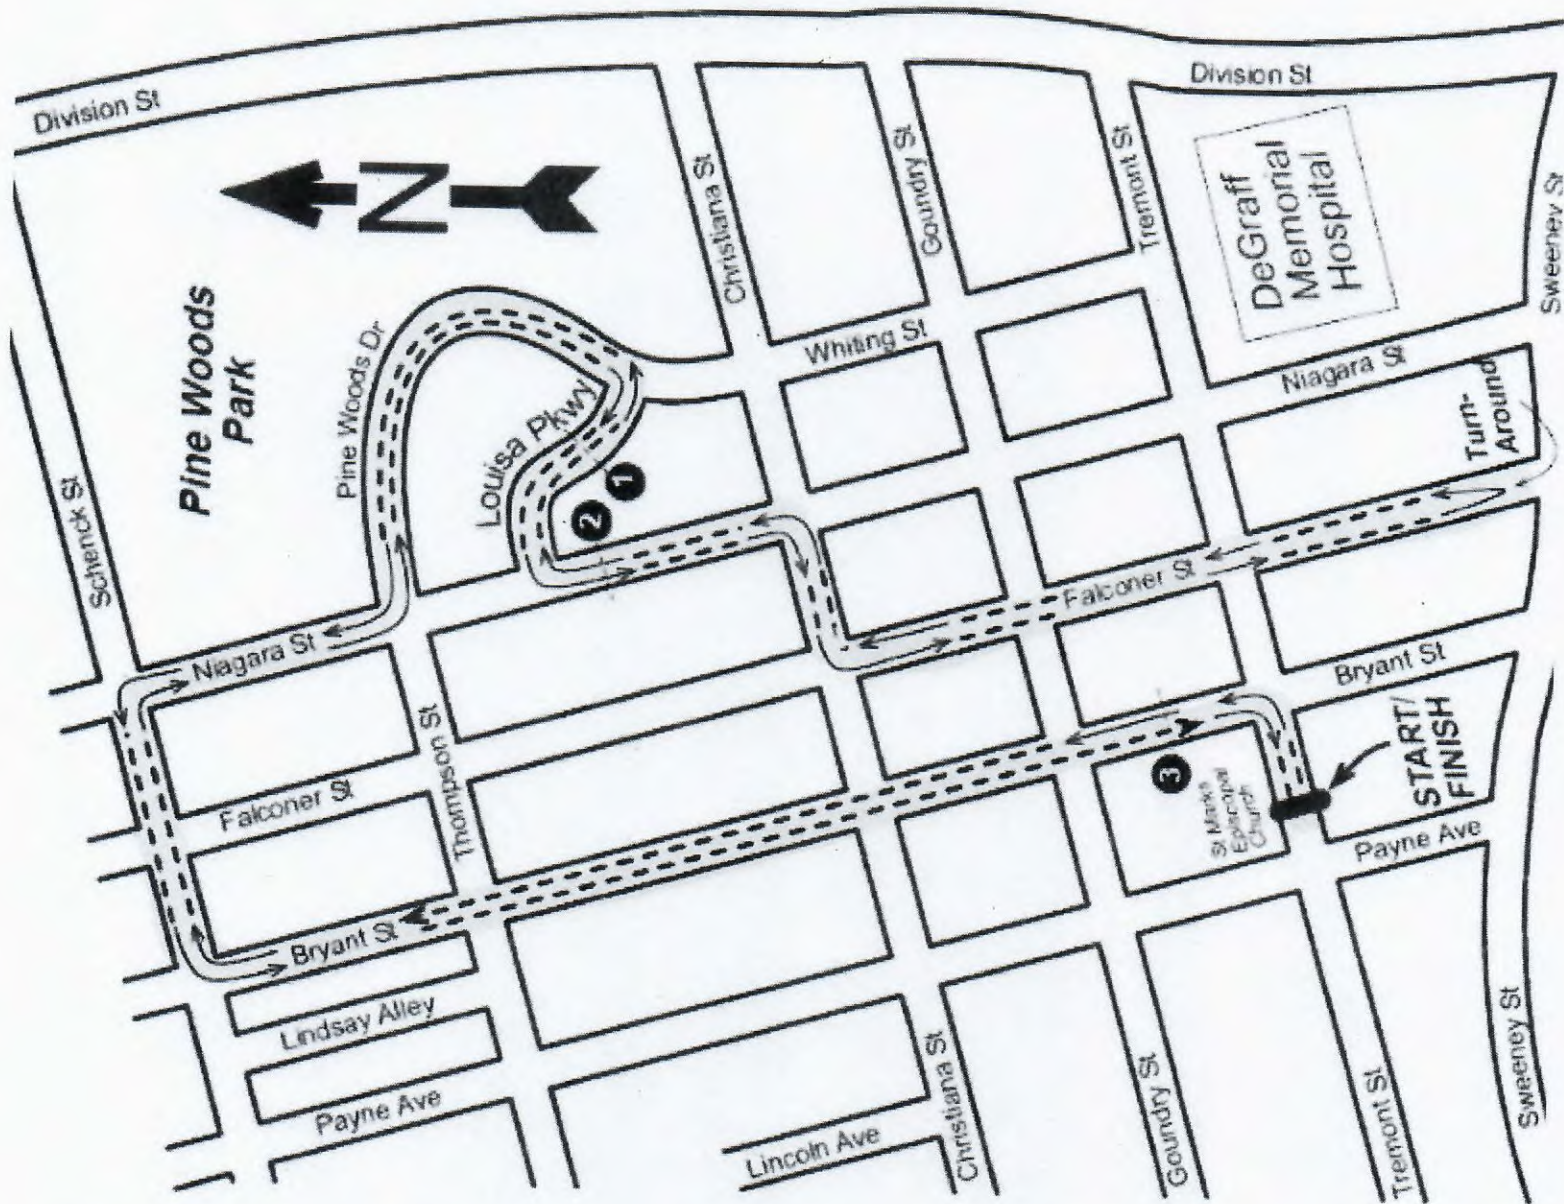 Division St
Division St
Schenck St
Pine Woods
Park
N
Christiana St
Goundry St
Tremont St
DeGraff
Memorial
Hospital
Sweeney St
Pine Woods Dr
Louisa Pkwy
Whiting St
Niagara St
Turn-
Around
1
2
Niagara St
Falconer St
Falconer St
Thompson St
Bryant St
3
St Marks
Episcopal
Church
START/
FINISH
Payne Ave
Bryant St
Lindsay Alley
Payne Ave
Lincoln Ave
Christiana St
Goundry St
Tremont St
Sweeney St